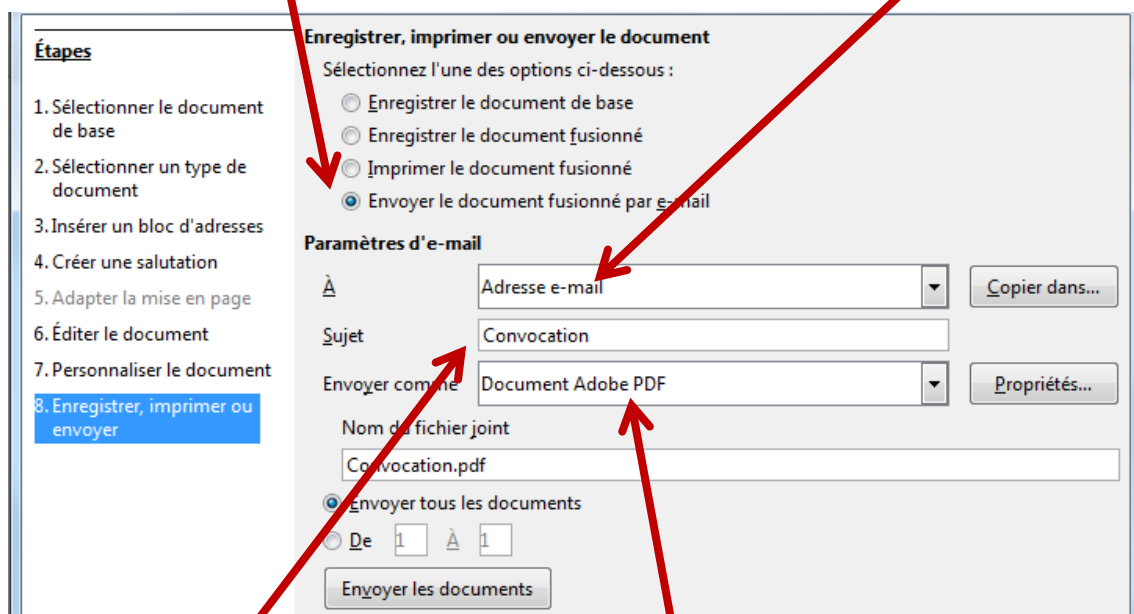 Étapes
1. Sélectionner le document
de base
2. Sélectionner un type de
document
3. Insérer un bloc d'adresses
4. Créer une salutation
5. Adapter la mise en page
6. Éditer le document
7. Personnaliser le document
8. Enregistrer, imprimer ou
envoyer
Enregistrer, imprimer ou envoyer le document
Sélectionnez l'une des options ci-dessous :
Enregistrer le document de base
Enregistrer le document fusionné
Imprimer le document fusionné
Envoyer le document fusionné par e-mail
Paramètres d'e-mail
À Adresse e-mail Copier dans...
Sujet Convocation
Envoyer comme Document Adobe PDF Propriétés...
Nom du fichier joint
Convocation.pdf
Envoyer tous les documents
De 1 À 1
Envoyer les documents